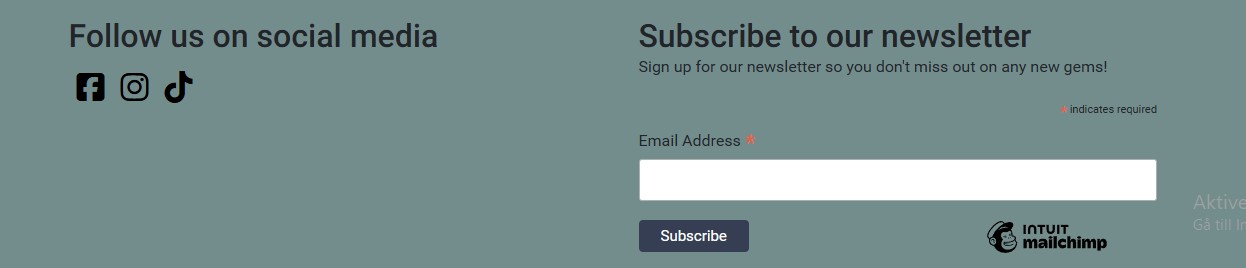 Follow us on social media
Subscribe to our newsletter
Sign up for our newsletter so you don't miss out on any new gems!
* indicates required
Email Address *
Subscribe
INTUIT
mailchimp
Aktive
Gå till I